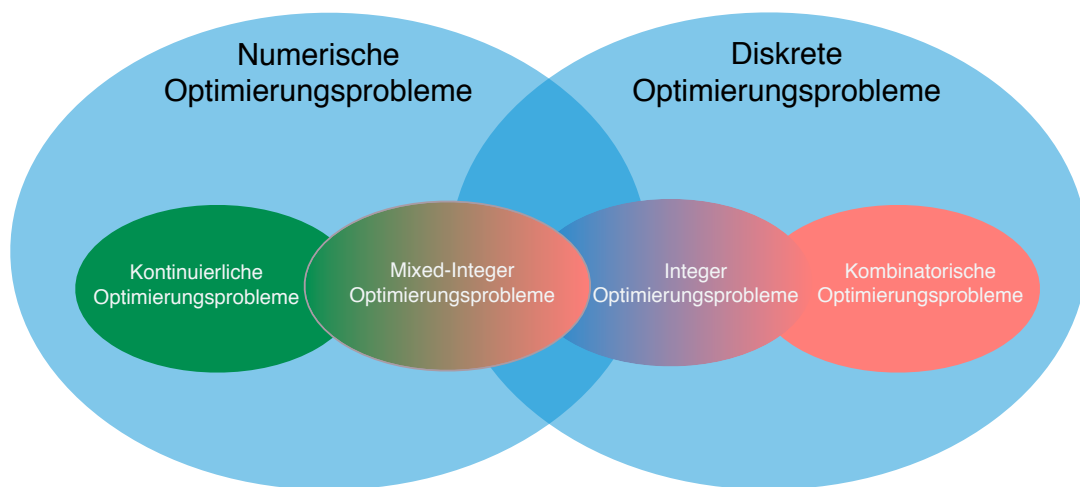 Numerische
Optimierungsprobleme
Diskrete
Optimierungsprobleme
Kontinuierliche
Optimierungsprobleme
Mixed-Integer
Optimierungsprobleme
Integer
Optimierungsprobleme
Kombinatorische
Optimierungsprobleme